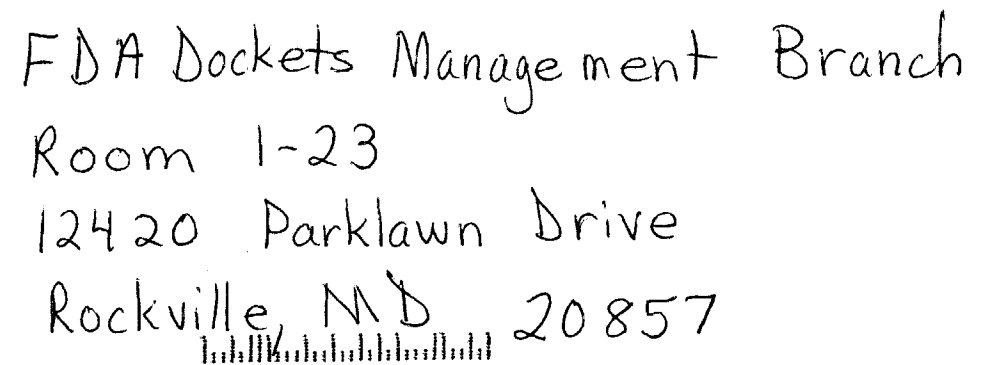 FDA Dockets Management Branch
Room 1-23
12420 Parklawn Drive
Rockville, MD 20857